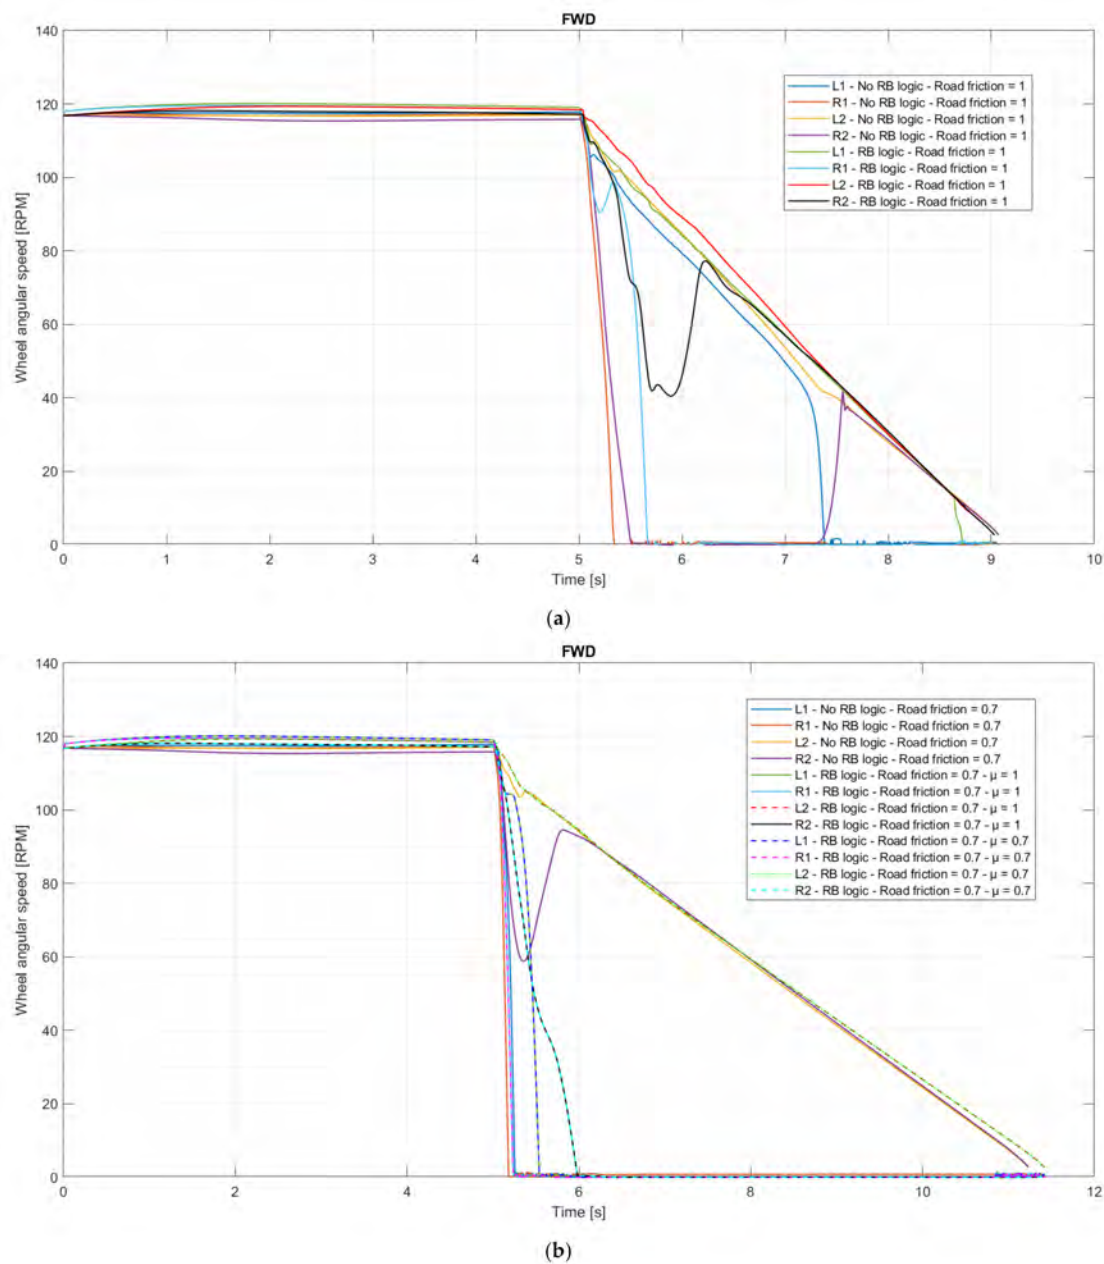 FWD
140
120
100
80
60
40
20
0
Wheel angular speed [RPM]
L1 - No RB logic - Road friction = 1
R1 - No RB logic - Road friction = 1
L2 - No RB logic - Road friction = 1
R2 - No RB logic - Road friction = 1
L1 - RB logic - Road friction = 1
R1 - RB logic - Road friction = 1
L2 - RB logic - Road friction = 1
R2 - RB logic - Road friction = 1
0 1 2 3 4 5 6 7 8 9 10
Time [s]
(a)
FWD
140
120
100
80
60
40
20
0
Wheel angular speed [RPM]
L1 - No RB logic - Road friction = 0.7
R1 - No RB logic - Road friction = 0.7
L2 - No RB logic - Road friction = 0.7
R2 - No RB logic - Road friction = 0.7
L1 - RB logic - Road friction = 0.7 - μ = 1
R1 - RB logic - Road friction = 0.7 - μ = 1
L2 - RB logic - Road friction = 0.7 - μ = 1
R2 - RB logic - Road friction = 0.7 - μ = 1
L1 - RB logic - Road friction = 0.7 - μ = 0.7
R1 - RB logic - Road friction = 0.7 - μ = 0.7
L2 - RB logic - Road friction = 0.7 - μ = 0.7
R2 - RB logic - Road friction = 0.7 - μ = 0.7
0 2 4 6 8 10 12
Time [s]
(b)